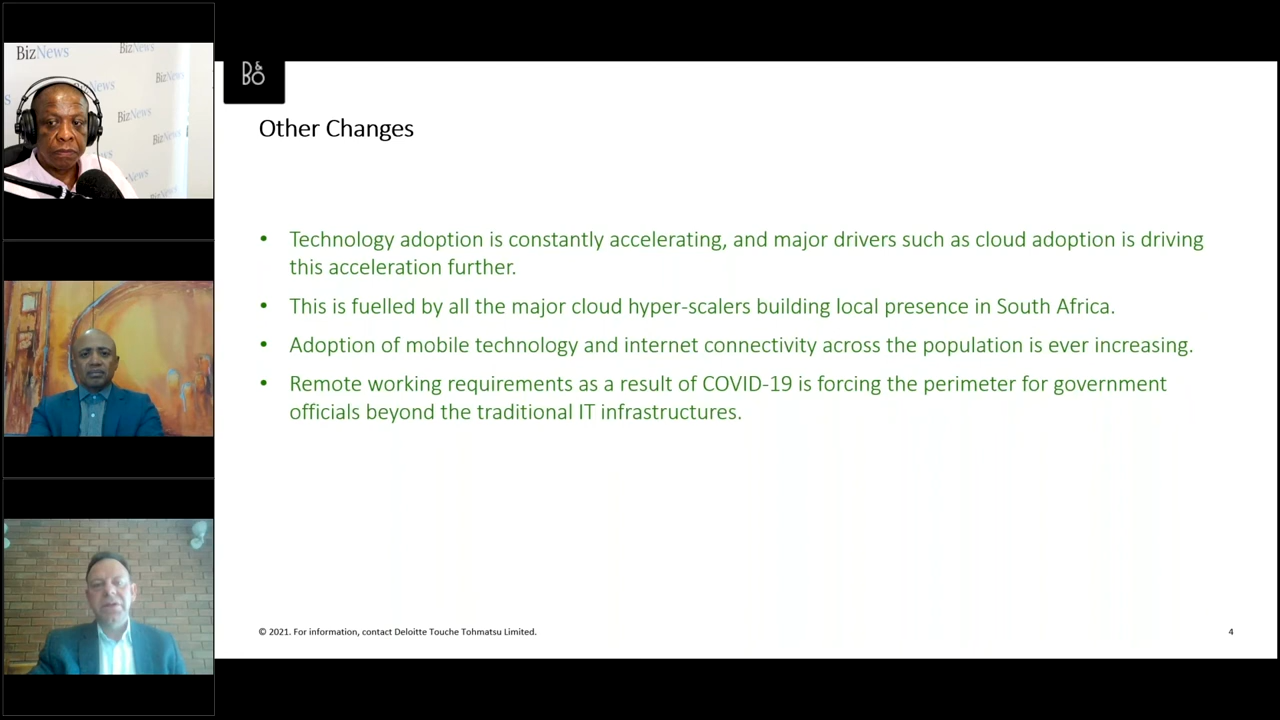 BizNews
BizNews
BizNews
BizNews
BizNews
B&O
Other Changes
• Technology adoption is constantly accelerating, and major drivers such as cloud adoption is driving
this acceleration further.
• This is fuelled by all the major cloud hyper-scalers building local presence in South Africa.
• Adoption of mobile technology and internet connectivity across the population is ever increasing.
• Remote working requirements as a result of COVID-19 is forcing the perimeter for government
officials beyond the traditional IT infrastructures.
© 2021. For information, contact Deloitte Touche Tohmatsu Limited.
4